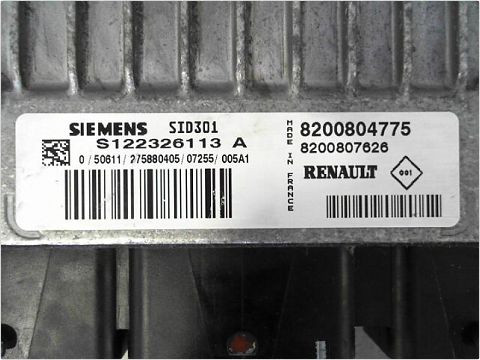 SIEMENS SID301
S122326113 A
0/50611/275880405/07255/005A1
MADE IN FRANCE
8200804775
8200807626
RENAULT 001